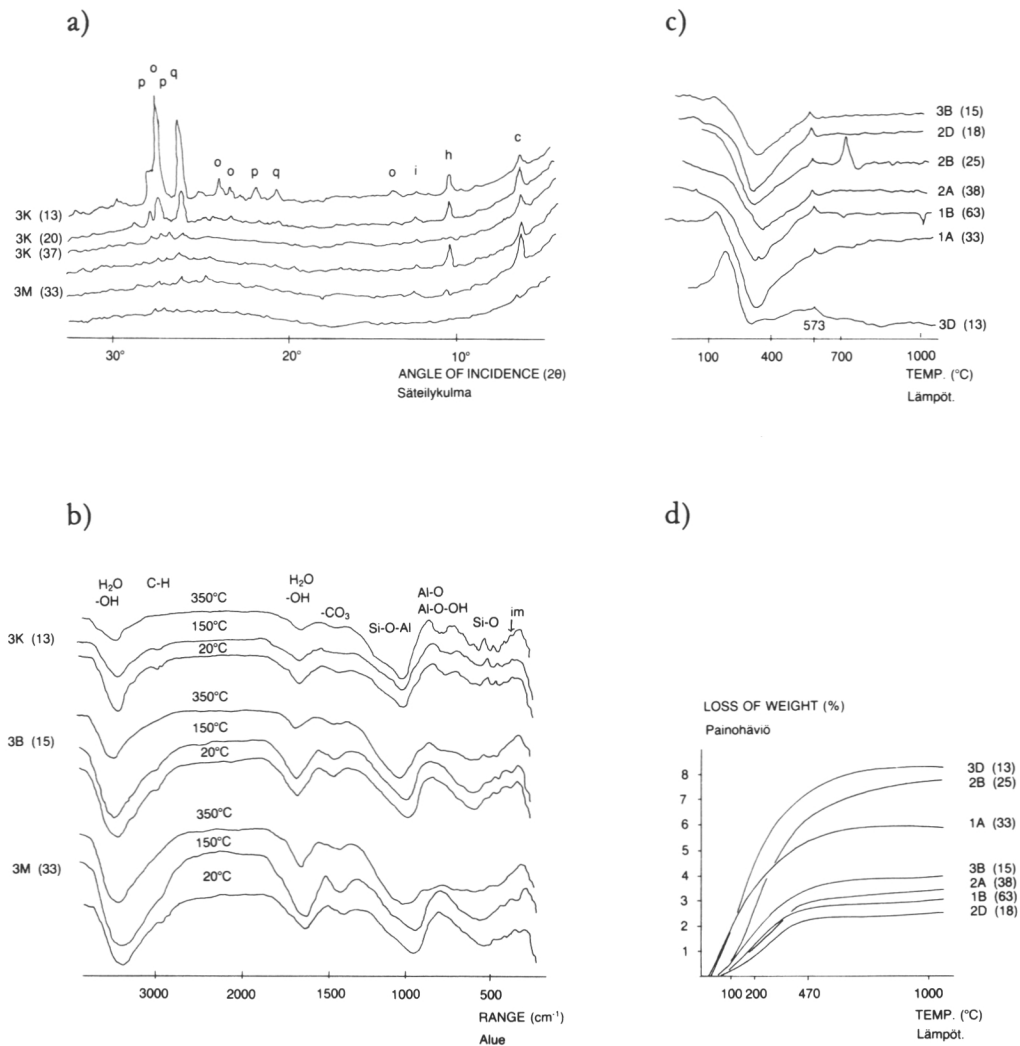 a)
o
p p q
o o p q o i h c
3K (13)
3K (20)
3K (37)
3M (33)
30° 20° 10°
ANGLE OF INCIDENCE (2θ)
Säteilykulma
c)
3B (15)
2D (18)
2B (25)
2A (38)
1B (63)
1A (33)
3D (13)
573
100 400 700 1000
TEMP. (°C)
Lämpöt.
b)
H₂O C-H H₂O Al-O
-OH -OH -CO₃ Al-O-OH
Si-O-Al Si-O im
350°C
150°C
3K (13)
20°C
350°C
150°C
3B (15)
20°C
350°C
150°C
3M (33)
20°C
3000 2000 1500 1000 500
RANGE (cm⁻¹)
Alue
d)
LOSS OF WEIGHT (%)
Painohäviö
8
7
6
5
4
3
2
1
3D (13)
2B (25)
1A (33)
3B (15)
2A (38)
1B (63)
2D (18)
100 200 470 1000
TEMP. (°C)
Lämpöt.